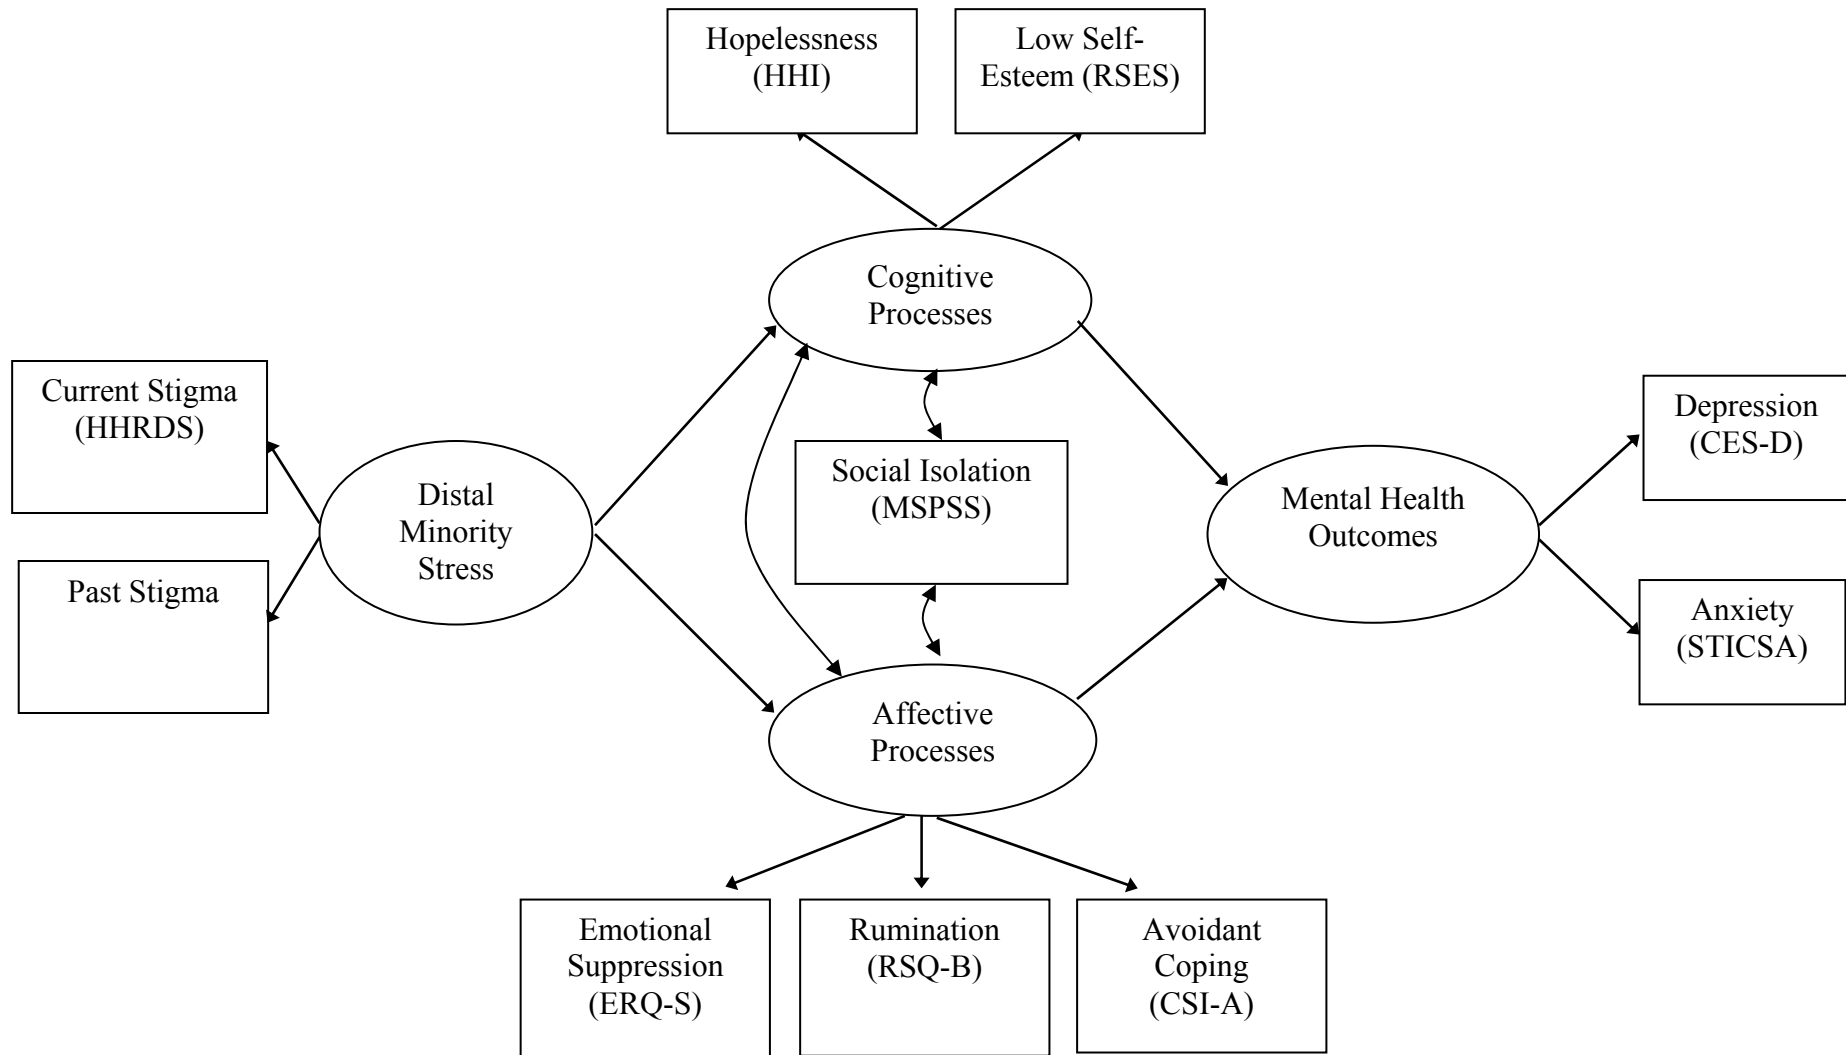 Hopelessness
(HHI)
Low Self-
Esteem (RSES)
Cognitive
Processes
Current Stigma
(HHRDS)
Past Stigma
Distal
Minority
Stress
Social Isolation
(MSPSS)
Mental Health
Outcomes
Depression
(CES-D)
Anxiety
(STICSA)
Affective
Processes
Emotional
Suppression
(ERQ-S)
Rumination
(RSQ-B)
Avoidant
Coping
(CSI-A)